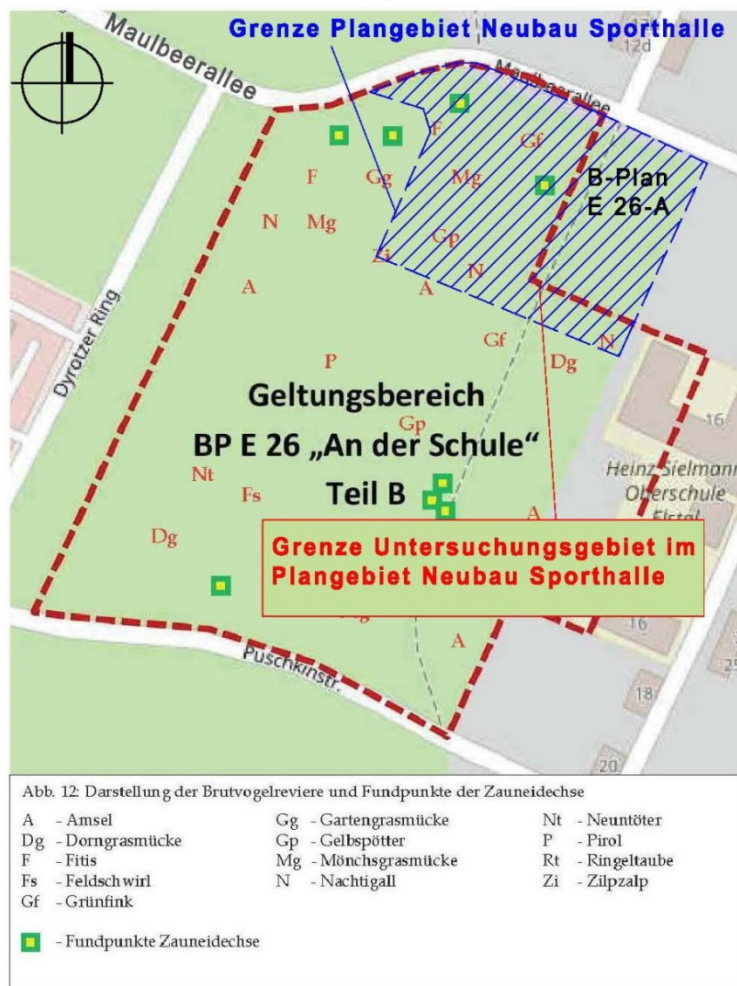 Grenze Plangebiet Neubau Sporthalle
12d
Maulbeerallee
Maulbeerallee
F
Gf
F
Gg
Mg
B-Plan
E 26-A
N
Mg
Gp
Zi
N
A
A
Dyrotzer Ring
Gf
N
Dg
P
Geltungsbereich
16
Gp
BP E 26 „An der Schule“
Heinz Sielmann
Oberschule
Elstal
Nt
Fs
Teil B
A
Dg
Grenze Untersuchungsgebiet im
Plangebiet Neubau Sporthalle
16
A
Puschkinstr.
18
20
Abb. 12: Darstellung der Brutvogelreviere und Fundpunkte der Zauneidechse
A - Amsel
Dg - Dorngrasmücke
F - Fitis
Fs - Feldschwirl
Gf - Grünfink
Gg - Gartengrasmücke
Gp - Gelbspötter
Mg - Mönchsgrasmücke
N - Nachtigall
Nt - Neuntöter
P - Pirol
Rt - Ringeltaube
Zi - Zilpzalp
- Fundpunkte Zauneidechse